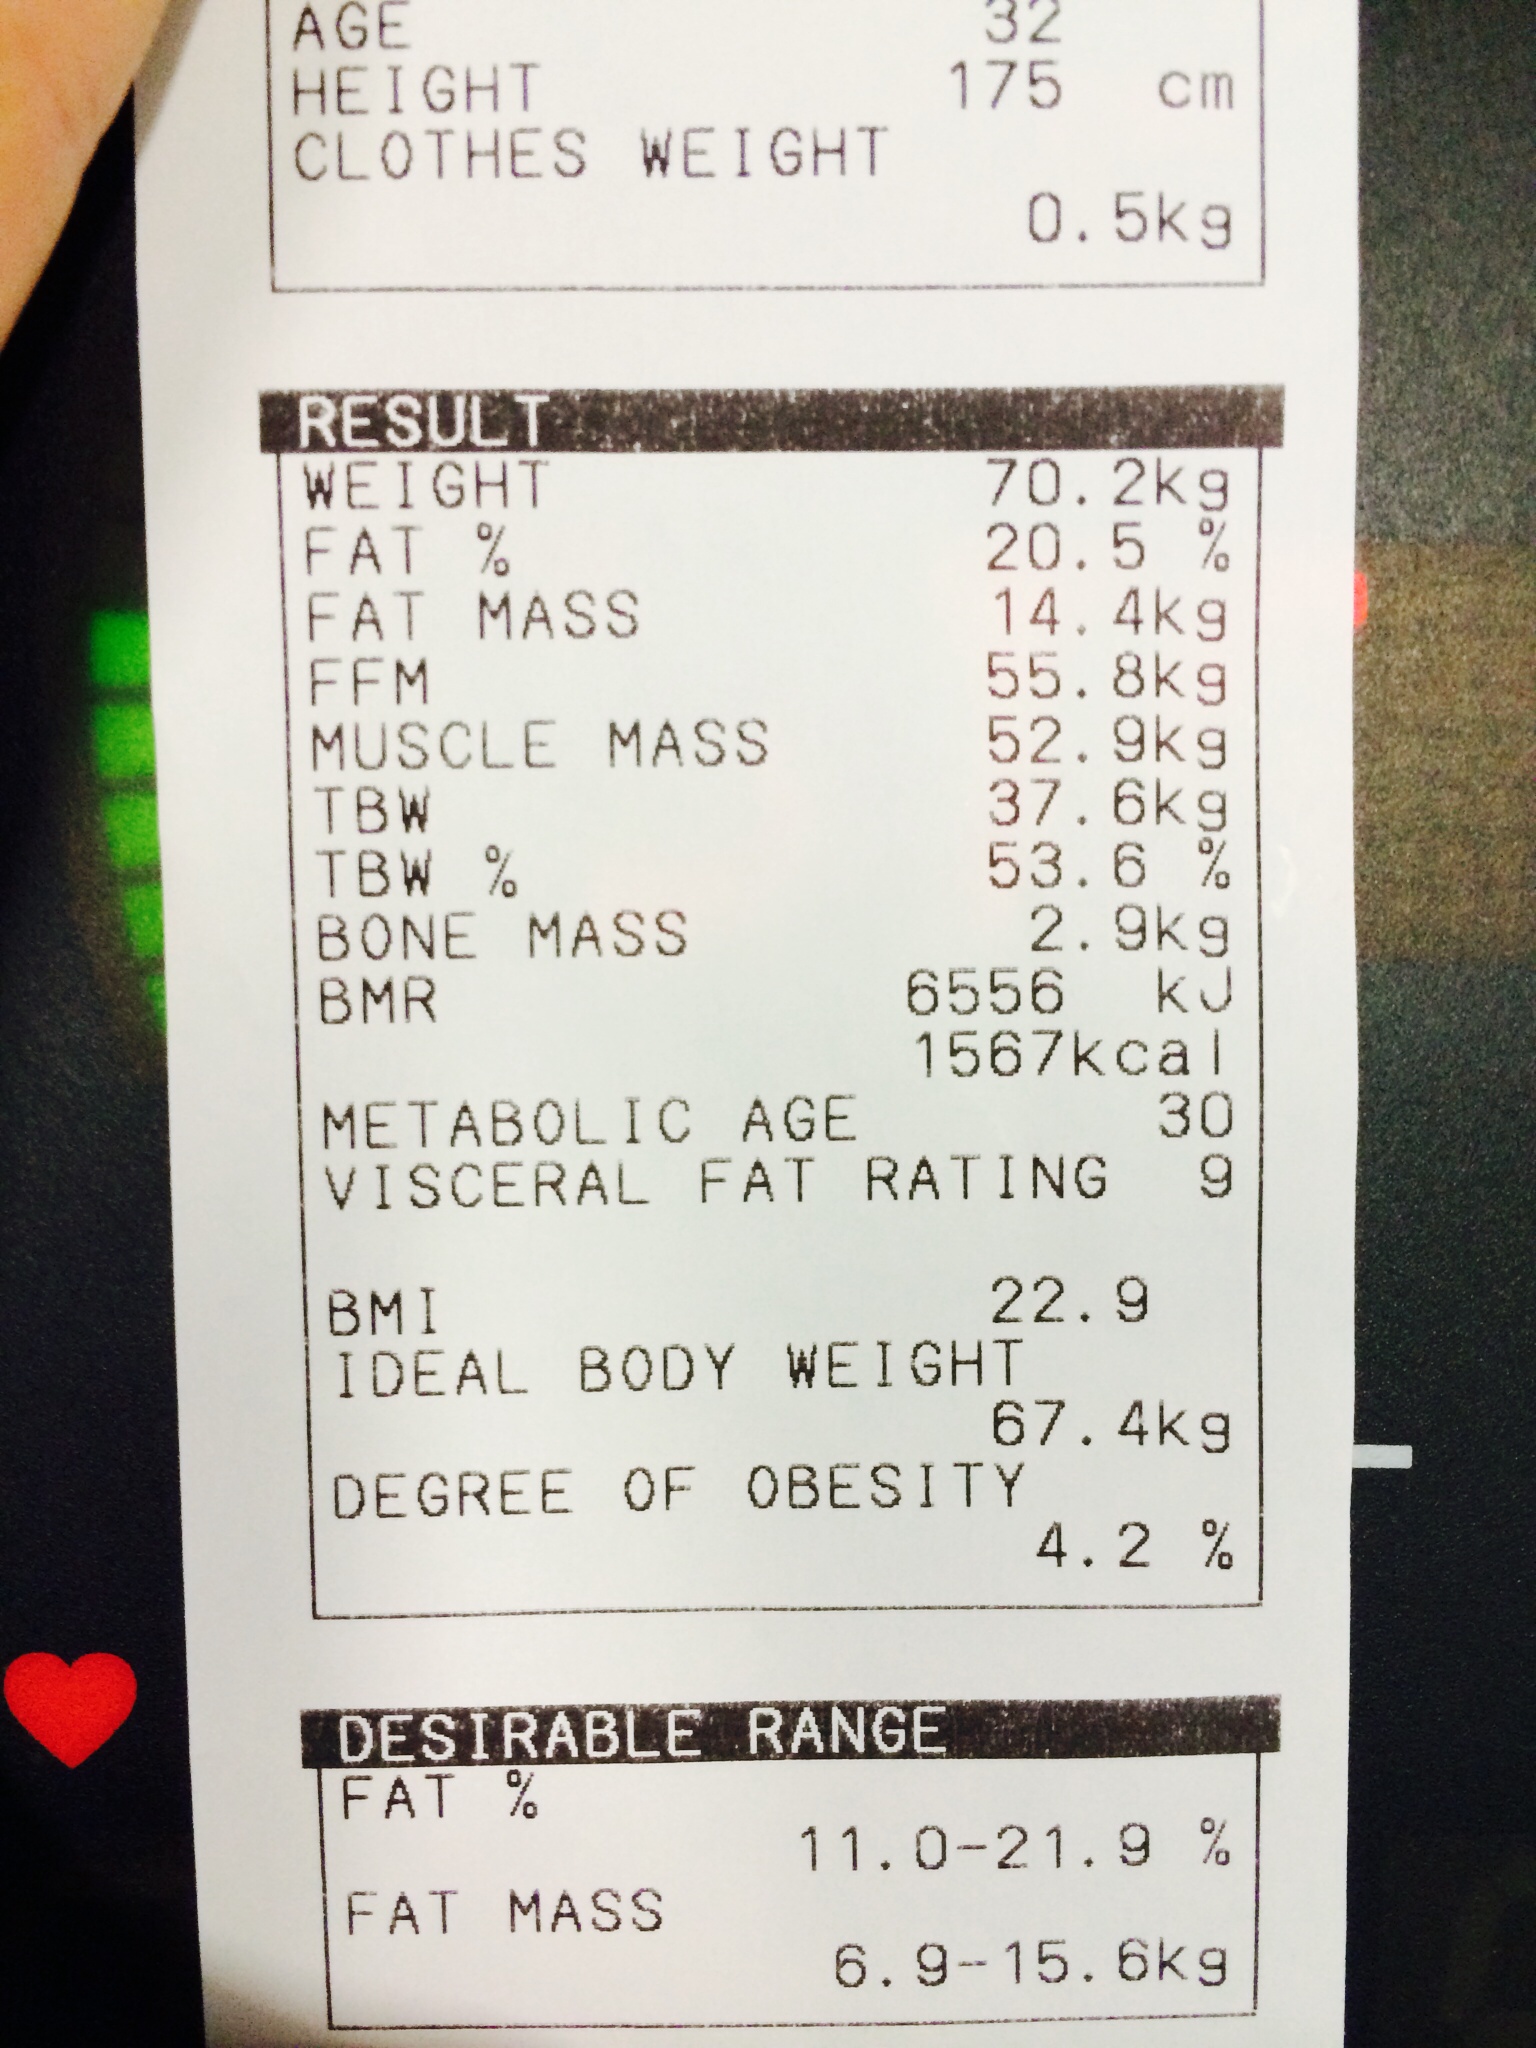 AGE 32
HEIGHT 175 cm
CLOTHES WEIGHT
0.5kg
RESULT
WEIGHT 70.2kg
FAT % 20.5 %
FAT MASS 14.4kg
FFM 55.8kg
MUSCLE MASS 52.9kg
TBW 37.6kg
TBW % 53.6 %
BONE MASS 2.9kg
BMR 6556 kJ
1567kcal
METABOLIC AGE 30
VISCERAL FAT RATING 9
BMI 22.9
IDEAL BODY WEIGHT
67.4kg
DEGREE OF OBESITY
4.2 %
DESIRABLE RANGE
FAT %
11.0-21.9 %
FAT MASS
6.9-15.6kg